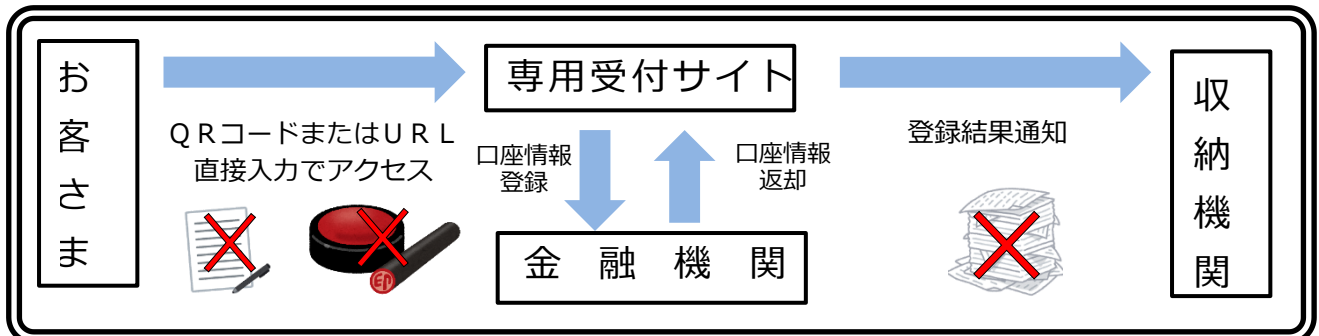 お客さま
専用受付サイト
収納機関
ＱＲコードまたはＵＲＬ
直接入力でアクセス
口座情報
登録
口座情報
返却
登録結果通知
金融機関
印